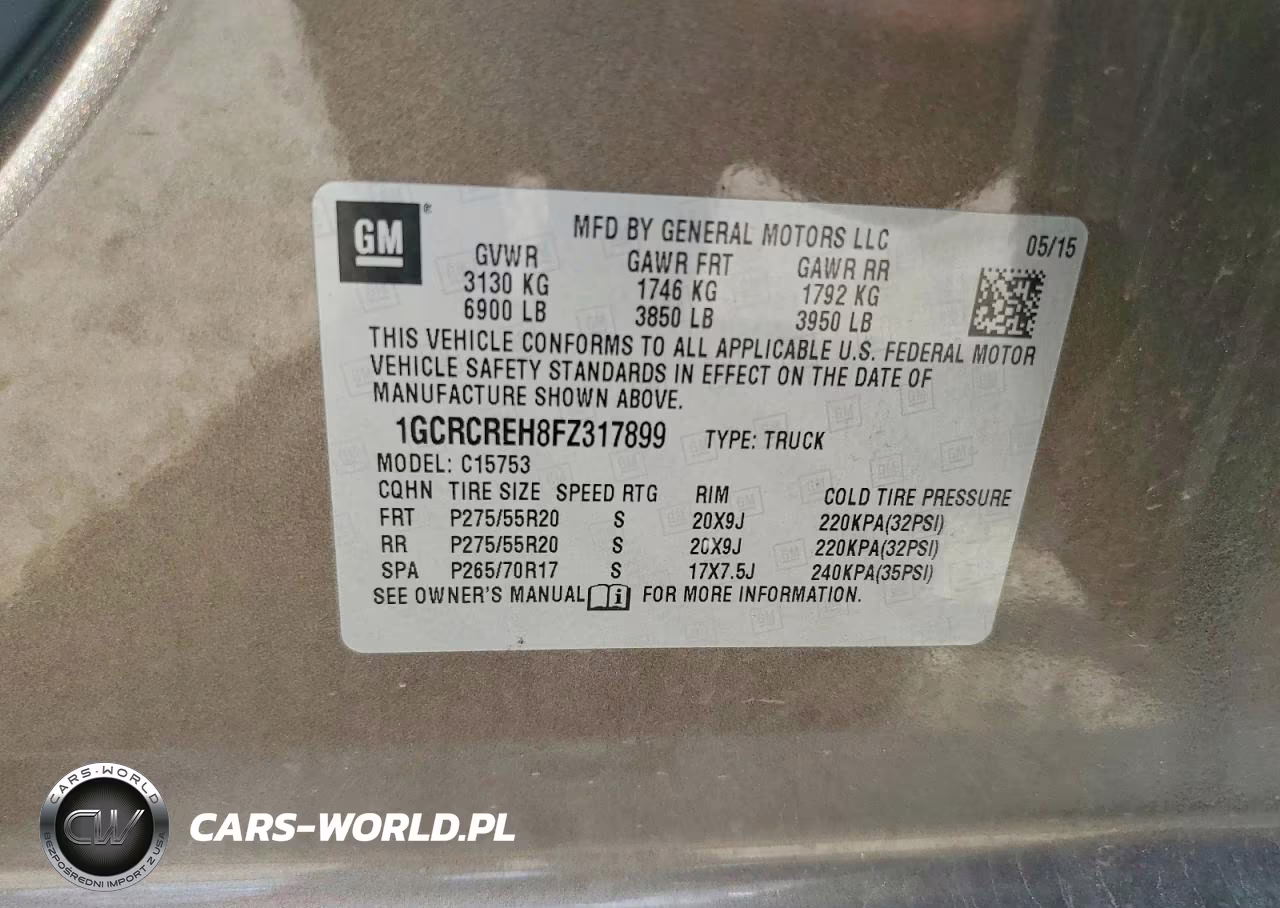 GM®
MFD BY GENERAL MOTORS LLC
05/15
GVWR GAWR FRT GAWR RR
3130 KG 1746 KG 1792 KG
6900 LB 3850 LB 3950 LB
THIS VEHICLE CONFORMS TO ALL APPLICABLE U.S. FEDERAL MOTOR
VEHICLE SAFETY STANDARDS IN EFFECT ON THE DATE OF
MANUFACTURE SHOWN ABOVE.
1GCRCREH8FZ317899 TYPE: TRUCK
MODEL: C15753
CQHN TIRE SIZE SPEED RTG RIM COLD TIRE PRESSURE
FRT P275/55R20 S 20X9J 220KPA(32PSI)
RR P275/55R20 S 20X9J 220KPA(32PSI)
SPA P265/70R17 S 17X7.5J 240KPA(35PSI)
SEE OWNER'S MANUAL i FOR MORE INFORMATION.
CARS-WORLD
CW
BEZPOŚREDNI IMPORT Z USA
CARS-WORLD.PL